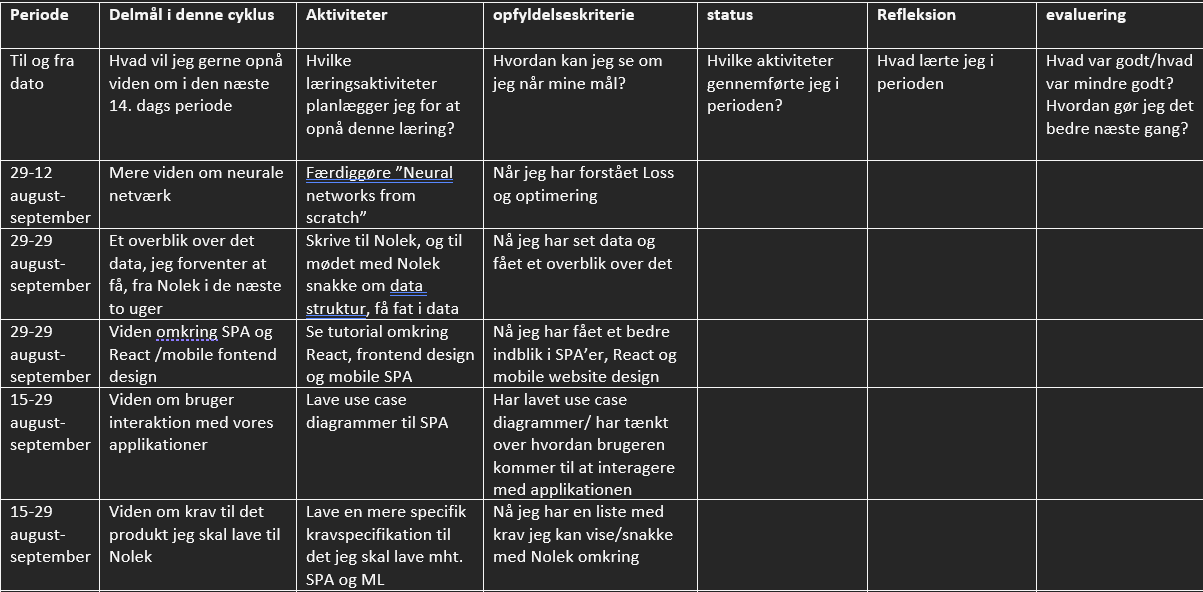 Periode
Delmål i denne cyklus
Aktiviteter
opfyldelseskriterie
status
Refleksion
evaluering
Til og fra
dato
Hvad vil jeg gerne opnå
viden om i den næste
14. dags periode
Hvilke
læringsaktiviteter
planlægger jeg for at
opnå denne læring?
Hvordan kan jeg se om
jeg når mine mål?
Hvilke aktiviteter
gennemførte jeg i
perioden?
Hvad lærte jeg i
perioden
Hvad var godt/hvad
var mindre godt?
Hvordan gør jeg det
bedre næste gang?
29-12
august-
september
Mere viden om neurale
netværk
Færdiggøre ”Neural
networks from
scratch”
Når jeg har forstået Loss
og optimering
29-29
august-
september
Et overblik over det
data, jeg forventer at
få, fra Nolek i de næste
to uger
Skrive til Nolek, og til
mødet med Nolek
snakke om data
struktur, få fat i data
Nå jeg har set data og
fået et overblik over det
29-29
august-
september
Viden omkring SPA og
React /mobile fontend
design
Se tutorial omkring
React, frontend design
og mobile SPA
Nå jeg har fået et bedre
indblik i SPA’er, React og
mobile website design
15-29
august-
september
Viden om bruger
interaktion med vores
applikationer
Lave use case
diagrammer til SPA
Har lavet use case
diagrammer/ har tænkt
over hvordan brugeren
kommer til at interagere
med applikationen
15-29
august-
september
Viden om krav til det
produkt jeg skal lave til
Nolek
Lave en mere specifik
kravspecifikation til
det jeg skal lave mht.
SPA og ML
Nå jeg har en liste med
krav jeg kan vise/snakke
med Nolek omkring